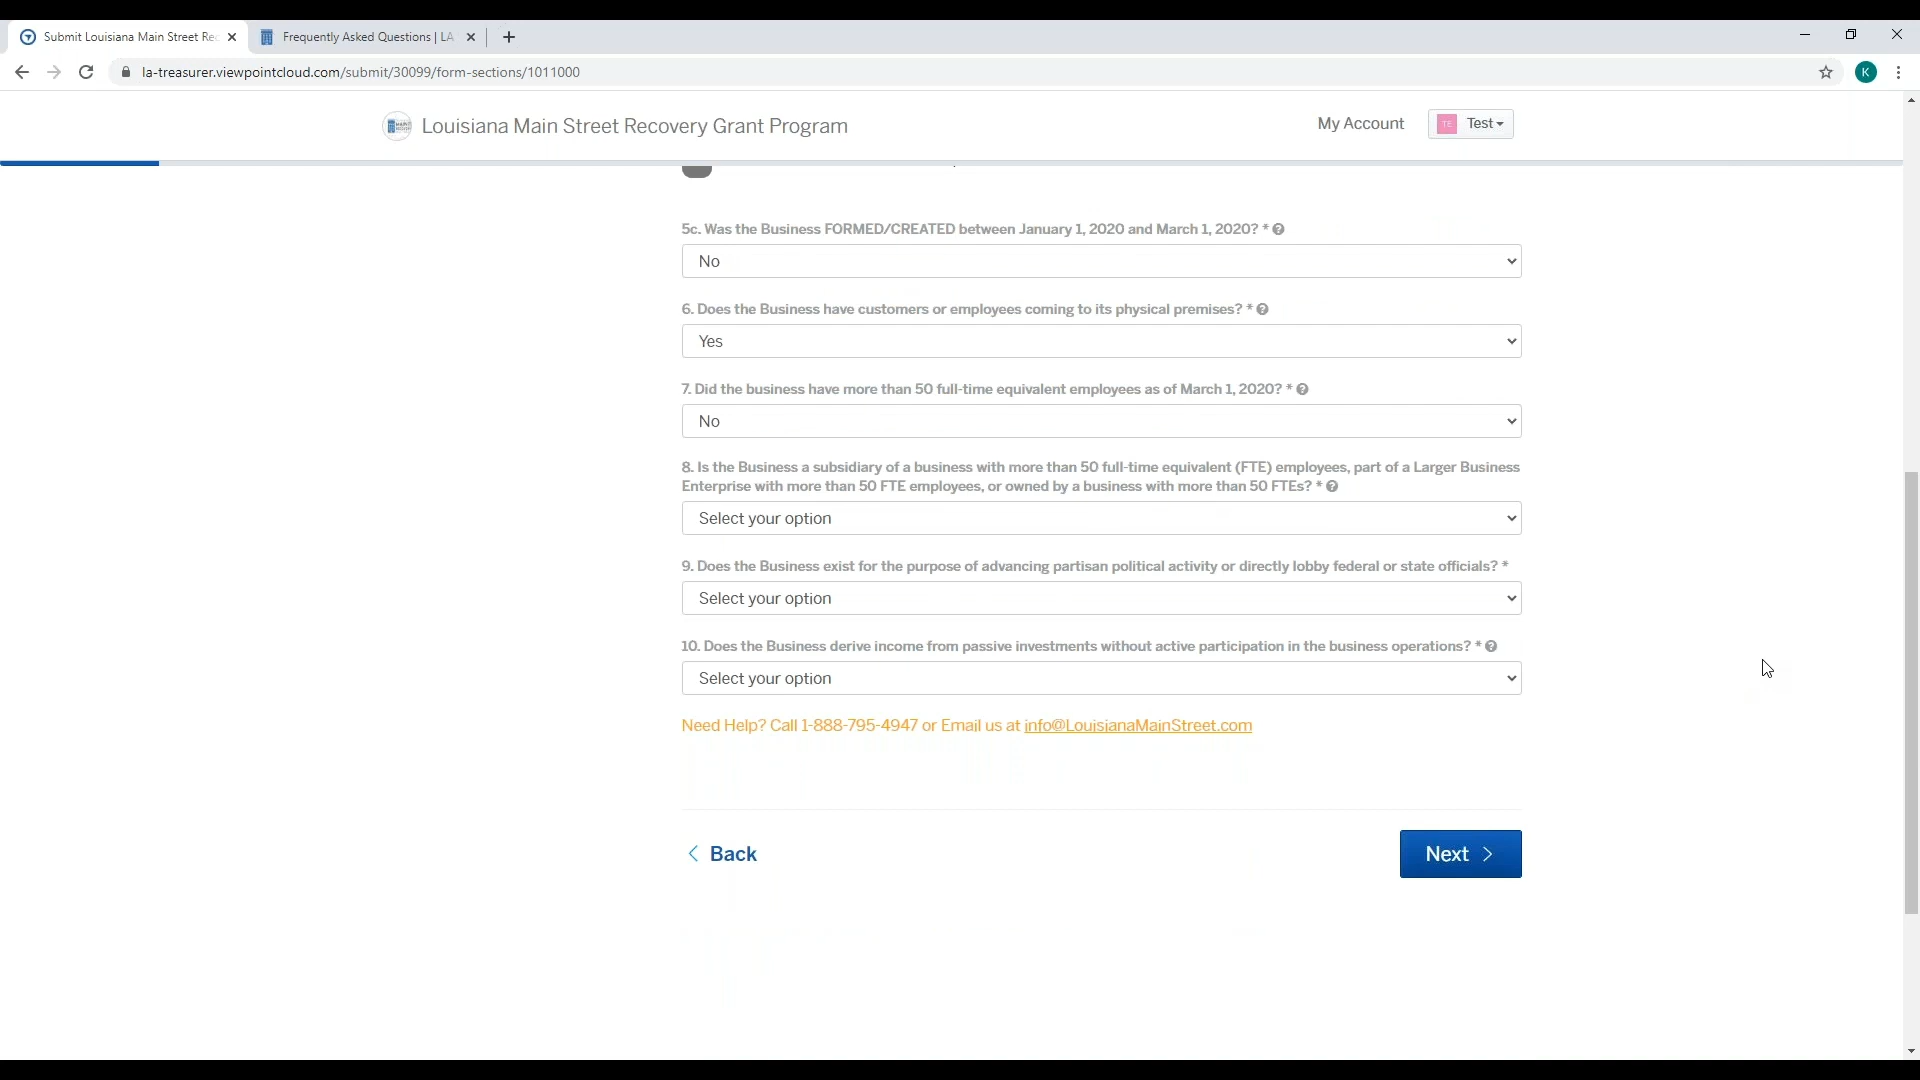 Submit Louisiana Main Street Rec
Frequently Asked Questions | LA
la-treasurer.viewpointcloud.com/submit/30099/form-sections/1011000
K
Louisiana Main Street Recovery Grant Program
My Account
TE Test
5c. Was the Business FORMED/CREATED between January 1, 2020 and March 1, 2020? *
No
6. Does the Business have customers or employees coming to its physical premises? *
Yes
7. Did the business have more than 50 full-time equivalent employees as of March 1, 2020? *
No
8. Is the Business a subsidiary of a business with more than 50 full-time equivalent (FTE) employees, part of a Larger Business
Enterprise with more than 50 FTE employees, or owned by a business with more than 50 FTEs? *
Select your option
9. Does the Business exist for the purpose of advancing partisan political activity or directly lobby federal or state officials? *
Select your option
10. Does the Business derive income from passive investments without active participation in the business operations? *
Select your option
Need Help? Call 1-888-795-4947 or Email us at info@LouisianaMainStreet.com
Back
Next